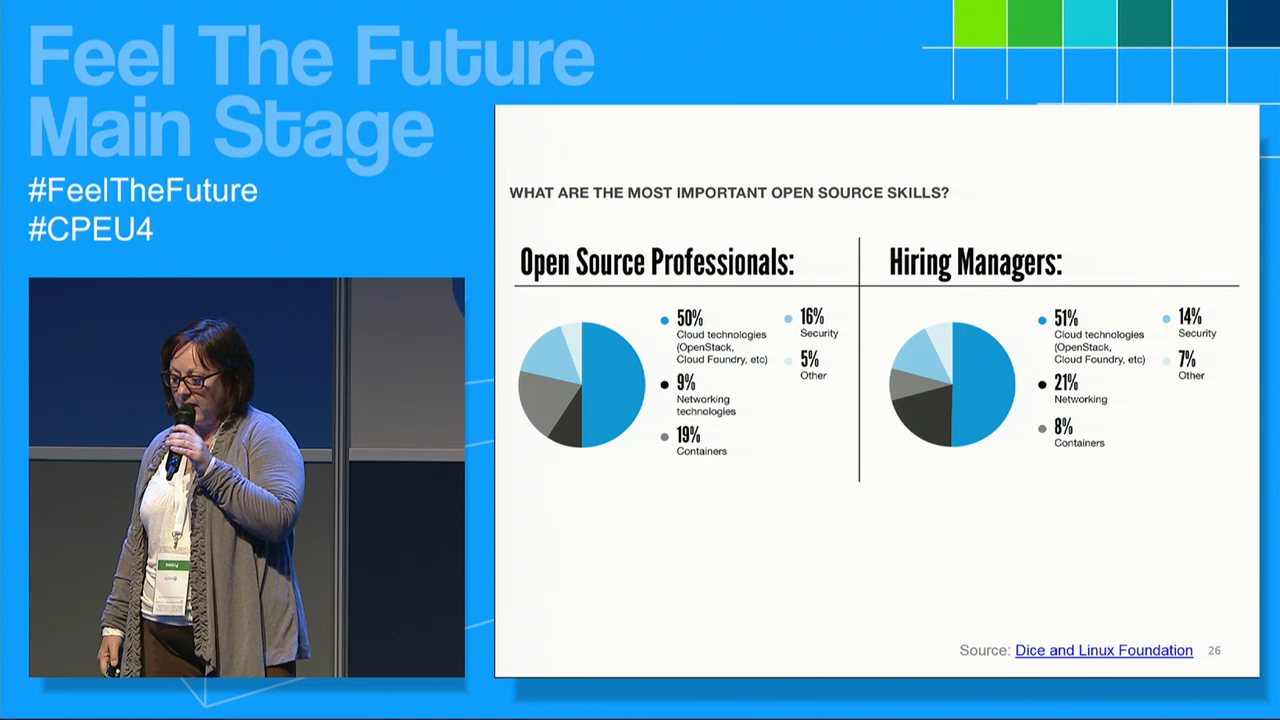 Feel The Future
Main Stage
#FeelTheFuture
#CPEU4
WHAT ARE THE MOST IMPORTANT OPEN SOURCE SKILLS?
Open Source Professionals:
50%
Cloud technologies
(OpenStack,
Cloud Foundry, etc)
9%
Networking
technologies
19%
Containers
16%
Security
5%
Other
Hiring Managers:
51%
Cloud technologies
(OpenStack,
Cloud Foundry, etc)
21%
Networking
8%
Containers
14%
Security
7%
Other
Source: Dice and Linux Foundation 26